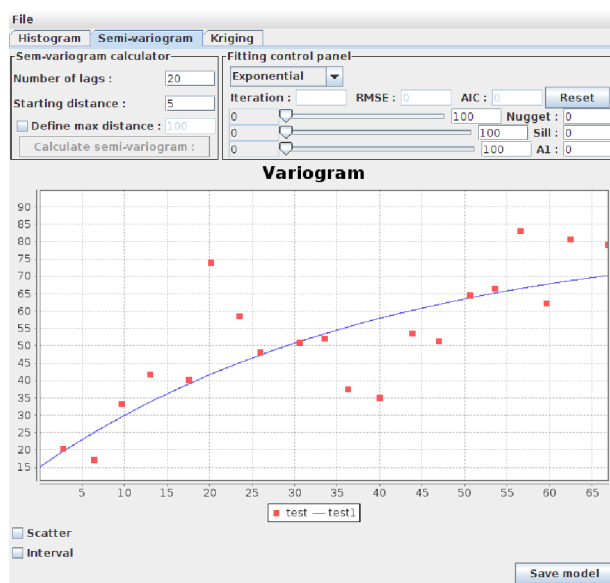 File
Histogram Semi-variogram Kriging
Sem-variogram calculator Fitting control panel
Number of lags : 20 Exponential
Starting distance : 5 Iteration : RMSE : 0 AIC : 0 Reset
Define max distance : 100 0 100 Nugget : 0
0 100 Sill : 0
Calculate semi-variogram : 0 100 A1 : 0
Variogram
90
85
80
75
70
65
60
55
50
45
40
35
30
25
20
15
5 10 15 20 25 30 35 40 45 50 55 60 65
test test1
Scatter
Interval
Save model